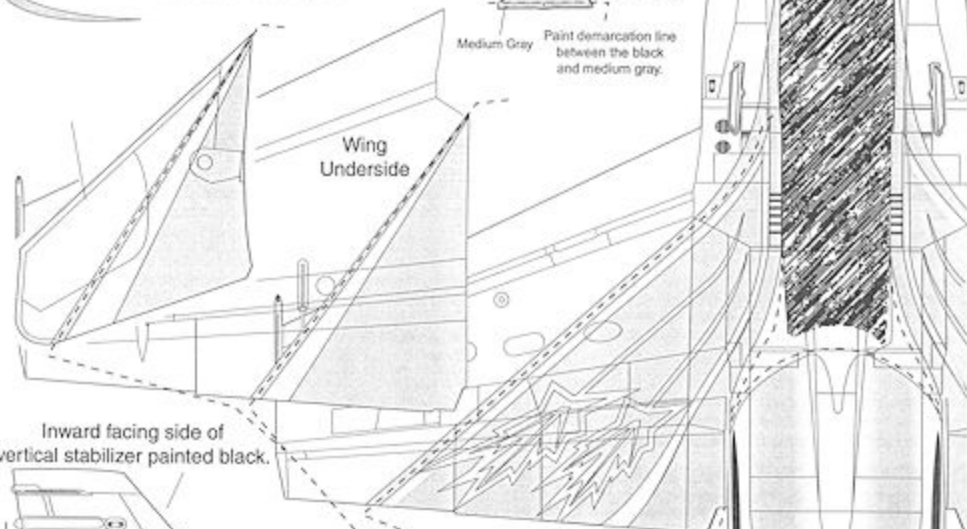 Medium Gray
Paint demarcation line
between the black
and medium gray.
Wing
Underside
Inward facing side of
vertical stabilizer painted black.